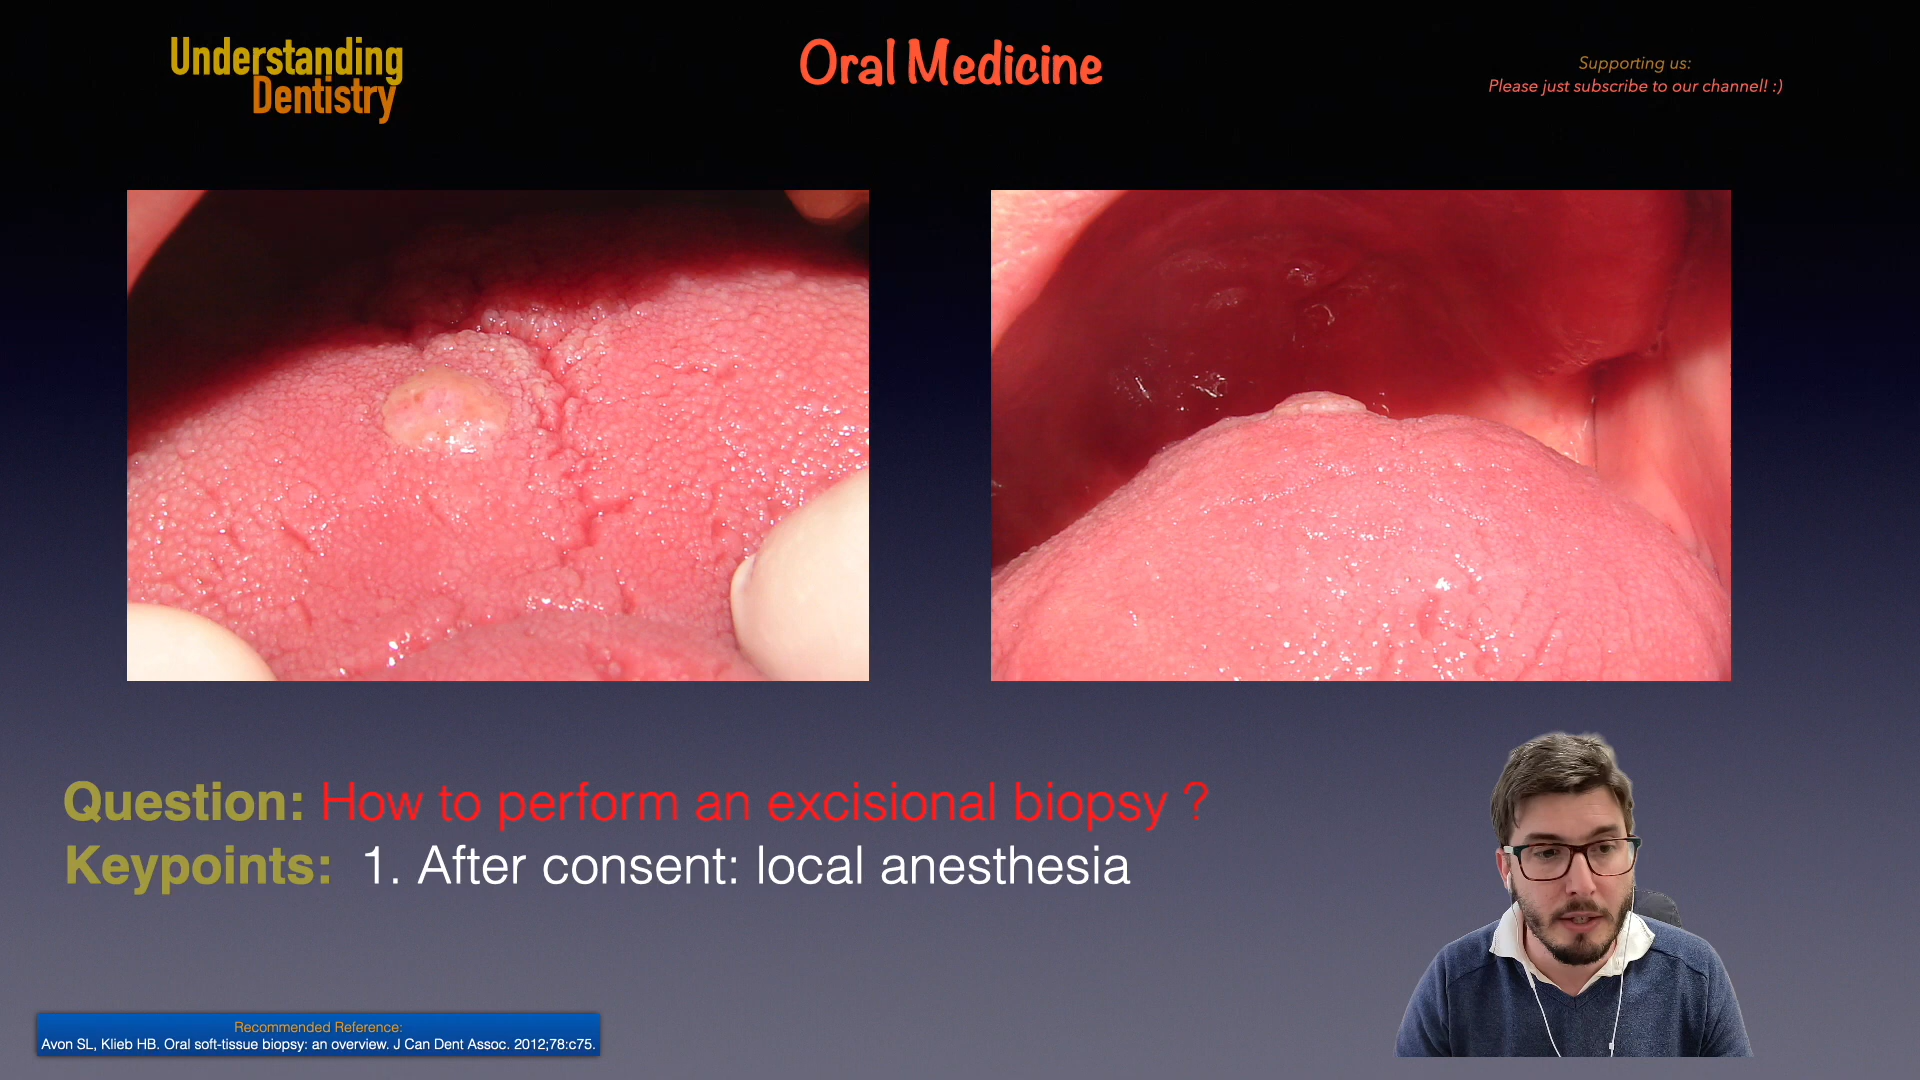 Understanding
Dentistry
Oral Medicine
Supporting us:
Please just subscribe to our channel! :)
Question: How to perform an excisional biopsy ?
Keypoints: 1. After consent: local anesthesia
Recommended Reference:
Avon SL, Klieb HB. Oral soft-tissue biopsy: an overview. J Can Dent Assoc. 2012;78:c75.